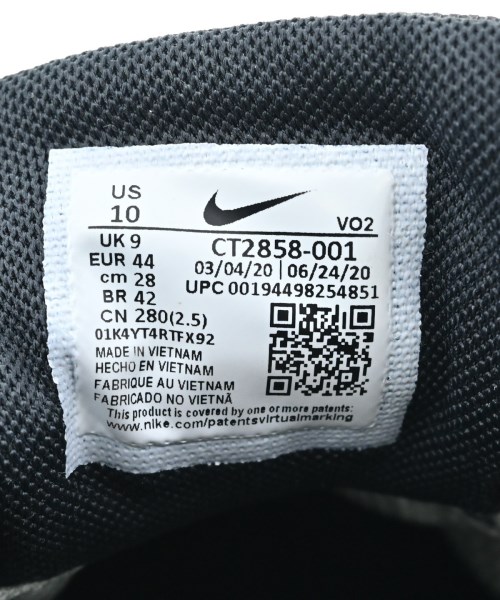 US
10
VO2
UK 9
EUR 44
cm 28
BR 42
CN 280(2.5)
CT2858-001
03/04/20 | 06/24/20
UPC 00194498254851
01K4YT4RTFX92
MADE IN VIETNAM
HECHO EN VIETNAM
FABRIQUE AU VIETNAM
FABRICADO NO VIETNÃ
This product is covered by one or more patents:
www.nike.com/patentsvirtualmarking